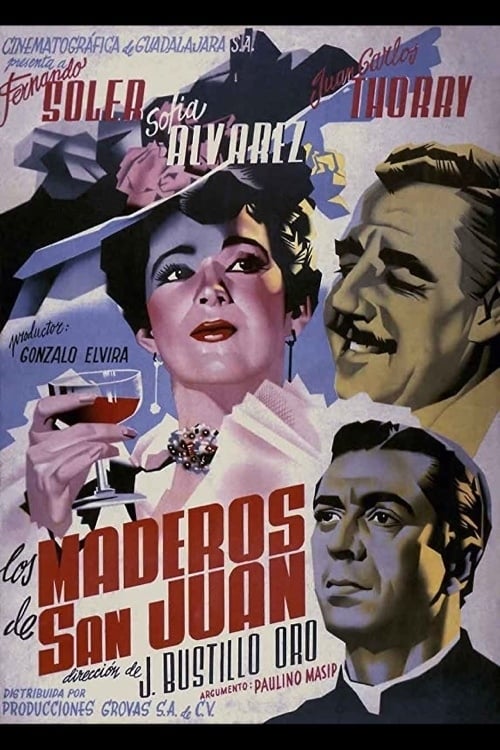 CINEMATOGRÁFICA de GUADALAJARA S.A.
presenta a
Fernando
SOLER
Sofia
ALVAREZ
Juan Carlos
THORRY
productor:
GONZALO ELVIRA
los
MADEROS
de
SAN JUAN
dirección de
J. BUSTILLO ORO
ARGUMENTO: PAULINO MASIP
DISTRIBUIDA POR
PRODUCCIONES GROVAS S.A. de C.V.